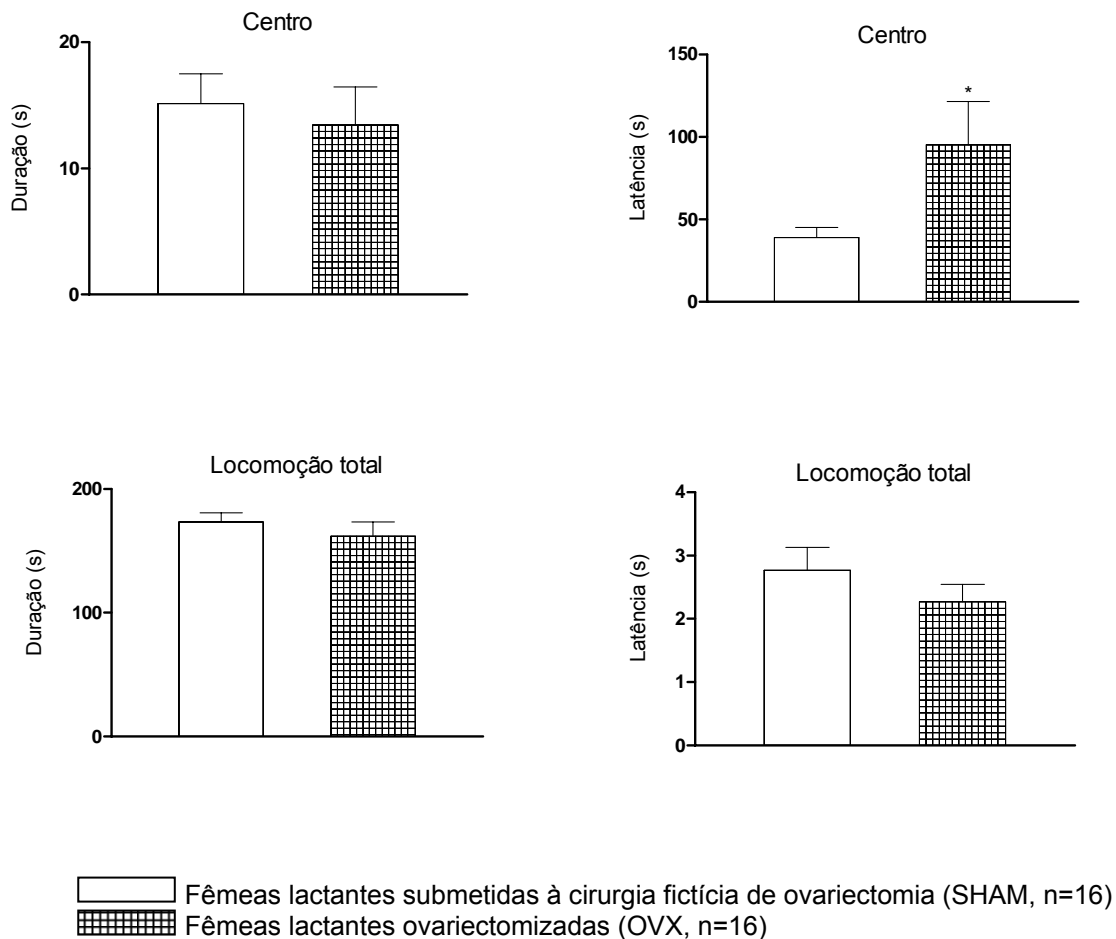 Centro
20
10
0
Duração (s)
Centro
*
150
100
50
0
Latência (s)
Locomoção total
200
100
0
Duração (s)
Locomoção total
4
3
2
1
0
Latência (s)
Fêmeas lactantes submetidas à cirurgia fictícia de ovariectomia (SHAM, n=16)
Fêmeas lactantes ovariectomizadas (OVX, n=16)